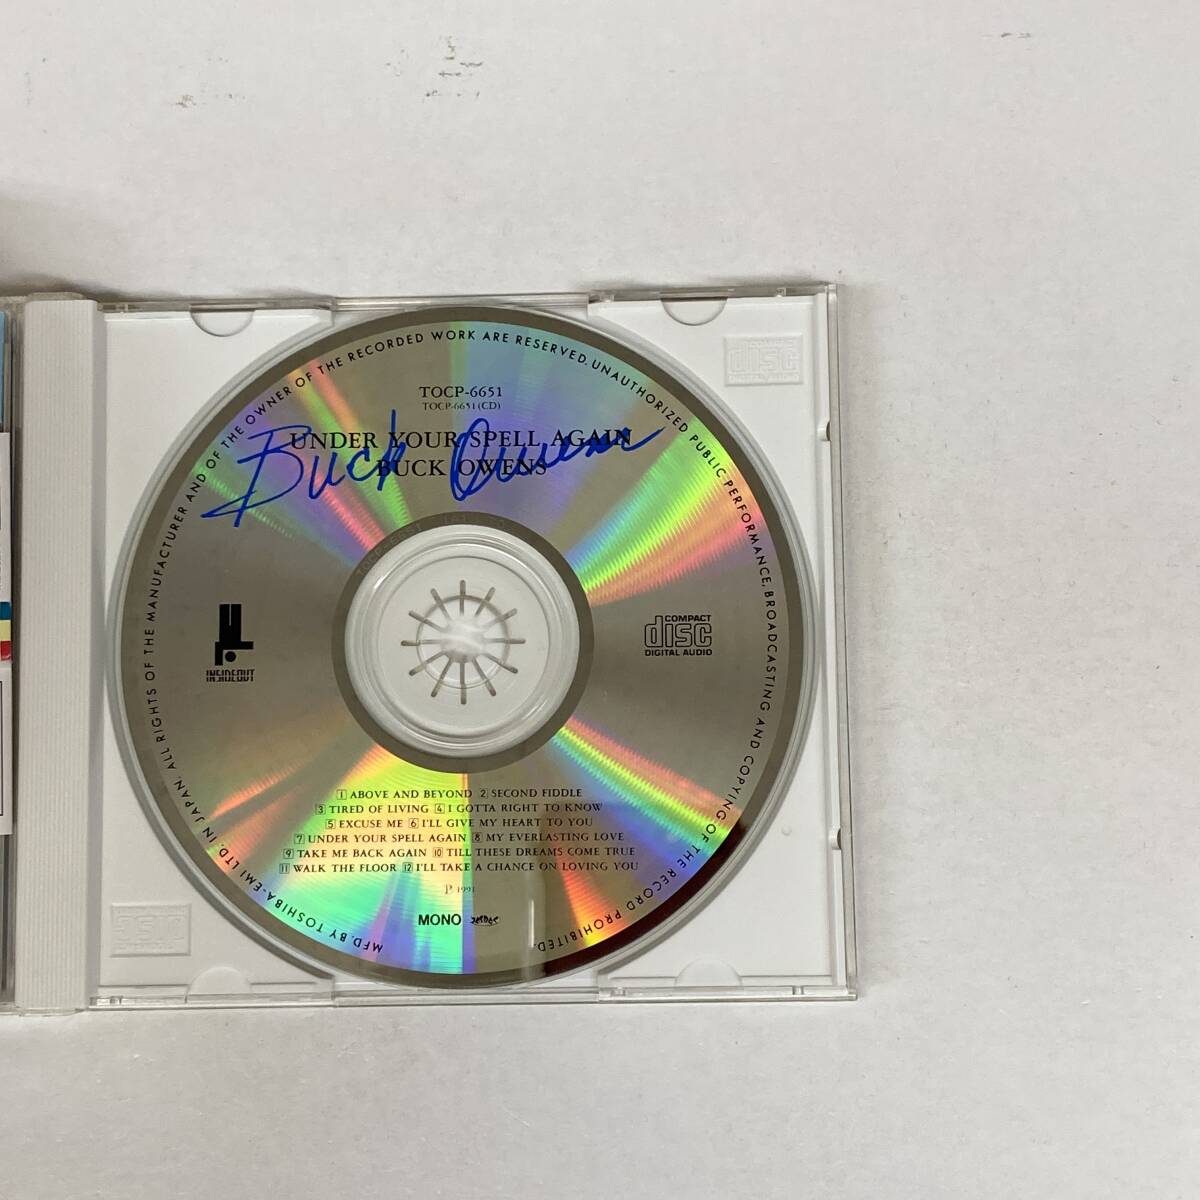 TOCP-6651
TOCP-6651(CD)
UNDER YOUR SPELL AGAIN
BUCK OWENS
Buck Owens
INSIDEOUT
COMPACT
disc
DIGITAL AUDIO
1 ABOVE AND BEYOND 2 SECOND FIDDLE
3 TIRED OF LIVING 4 I GOTTA RIGHT TO KNOW
5 EXCUSE ME 6 I'LL GIVE MY HEART TO YOU
7 UNDER YOUR SPELL AGAIN 8 MY EVERLASTING LOVE
9 TAKE ME BACK AGAIN 10 TILL THESE DREAMS COME TRUE
11 WALK THE FLOOR 12 I'LL TAKE A CHANCE ON LOVING YOU
℗ 1991
MONO
MFD. BY TOSHIBA-EMI LTD. IN JAPAN. ALL RIGHTS OF THE MANUFACTURER AND OF THE OWNER OF THE RECORDED WORK ARE RESERVED. UNAUTHORIZED PUBLIC PERFORMANCE, BROADCASTING AND COPYING OF THE RECORD PROHIBITED.